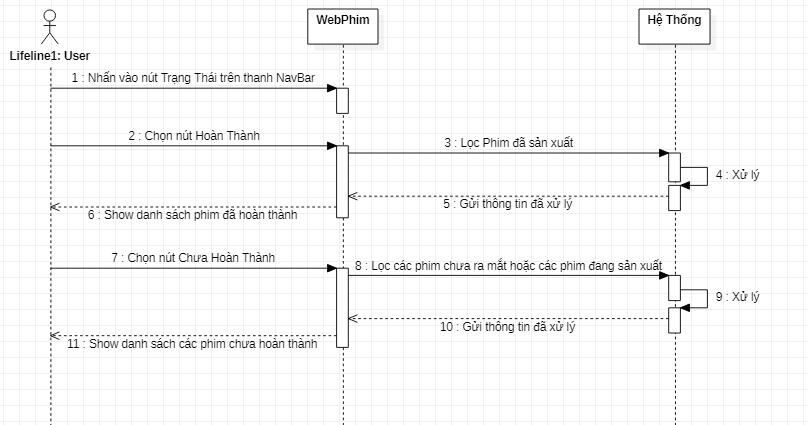 WebPhim
Hệ Thống
Lifeline1: User
1 : Nhấn vào nút Trạng Thái trên thanh NavBar
2 : Chọn nút Hoàn Thành
3 : Lọc Phim đã sản xuất
4 : Xử lý
5 : Gửi thông tin đã xử lý
6 : Show danh sách phim đã hoàn thành
7 : Chọn nút Chưa Hoàn Thành
8 : Lọc các phim chưa ra mắt hoặc các phim đang sản xuất
9 : Xử lý
10 : Gửi thông tin đã xử lý
11 : Show danh sách các phim chưa hoàn thành